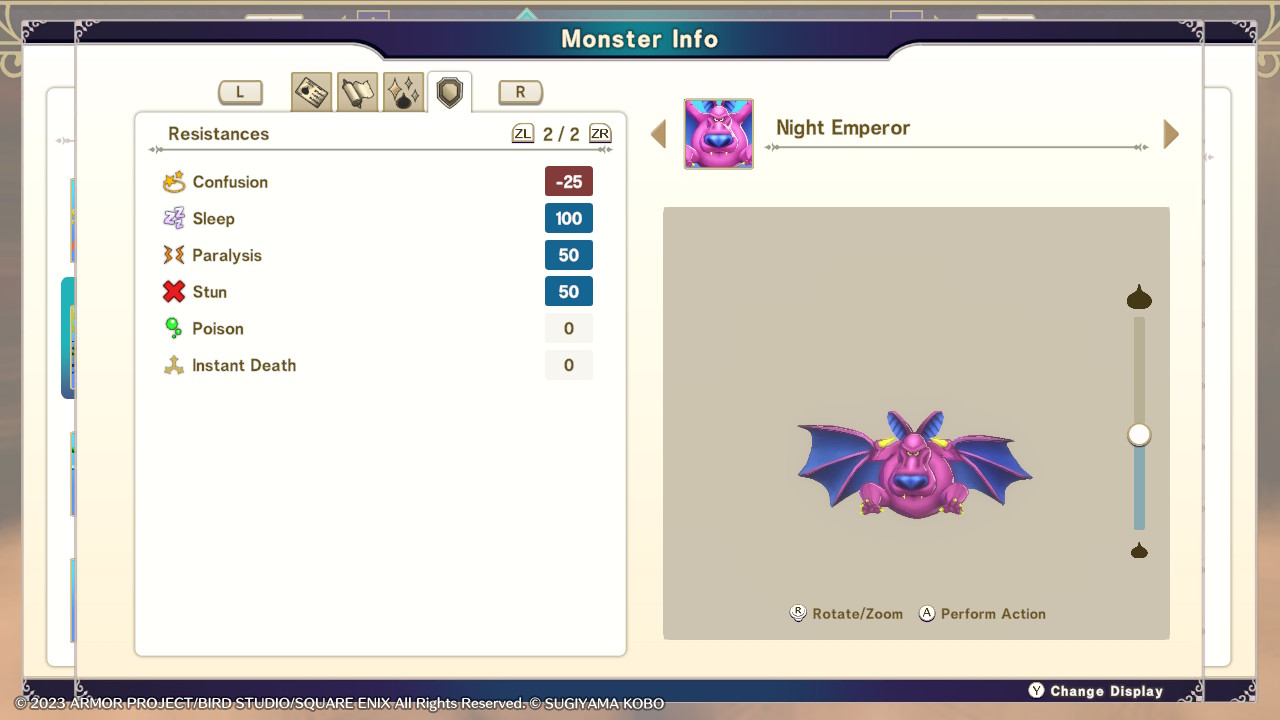 Monster Info
L
R
Resistances
ZL 2 / 2 ZR
Confusion -25
Sleep 100
Paralysis 50
Stun 50
Poison 0
Instant Death 0
Night Emperor
R Rotate/Zoom A Perform Action
Y Change Display
© 2023 ARMOR PROJECT/BIRD STUDIO/SQUARE ENIX All Rights Reserved. © SUGIYAMA KOBO